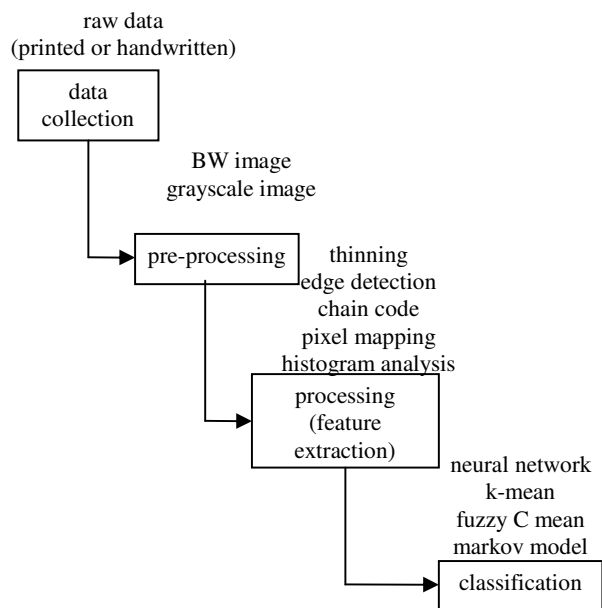 raw data
(printed or handwritten)
data
collection
BW image
grayscale image
pre-processing
thinning
edge detection
chain code
pixel mapping
histogram analysis
processing
(feature
extraction)
neural network
k-mean
fuzzy C mean
markov model
classification